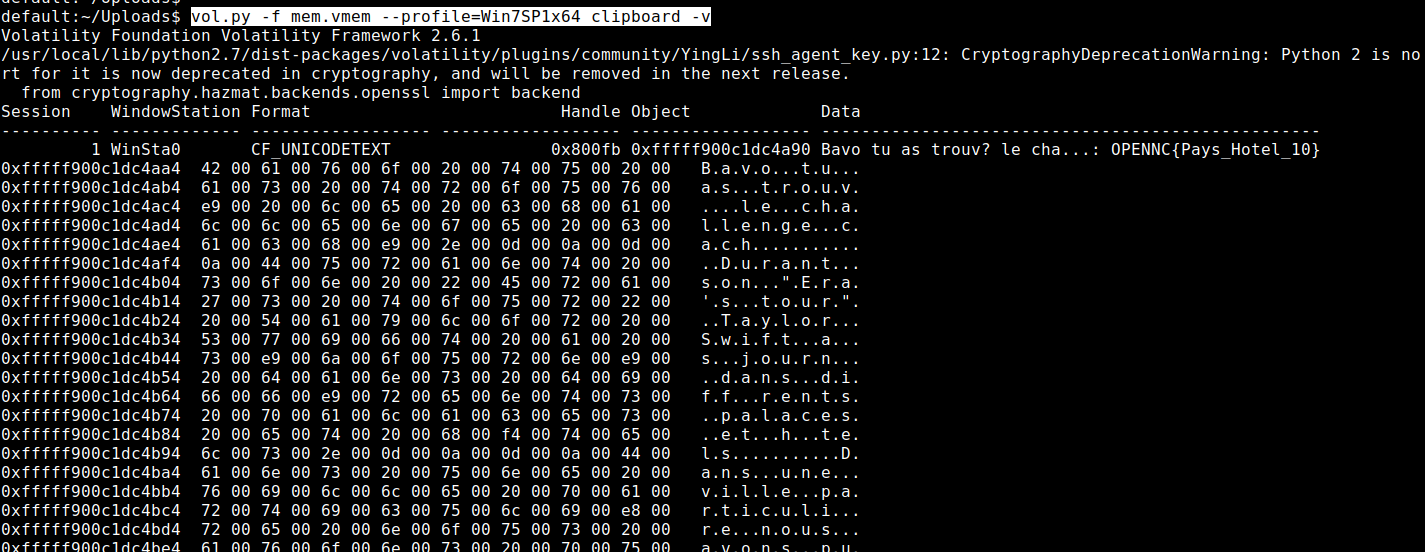 default:~/Uploads$
default:~/Uploads$ vol.py -f mem.vmem --profile=Win7SP1x64 clipboard -v
Volatility Foundation Volatility Framework 2.6.1
/usr/local/lib/python2.7/dist-packages/volatility/plugins/community/YingLi/ssh_agent_key.py:12: CryptographyDeprecationWarning: Python 2 is no
rt for it is now deprecated in cryptography, and will be removed in the next release.
  from cryptography.hazmat.backends.openssl import backend
Session    WindowStation Format                         Handle Object             Data
---------- ------------- ------------------ ------------------ ------------------ --------------------------------------------------
         1 WinSta0       CF_UNICODETEXT                0x800fb 0xfffff900c1dc4a90 Bavo tu as trouv? le cha...: OPENNC{Pays_Hotel_10}
0xfffff900c1dc4aa4  42 00 61 00 76 00 6f 00 20 00 74 00 75 00 20 00   B.a.v.o...t.u...
0xfffff900c1dc4ab4  61 00 73 00 20 00 74 00 72 00 6f 00 75 00 76 00   a.s...t.r.o.u.v.
0xfffff900c1dc4ac4  e9 00 20 00 6c 00 65 00 20 00 63 00 68 00 61 00   ....l.e...c.h.a.
0xfffff900c1dc4ad4  6c 00 6c 00 65 00 6e 00 67 00 65 00 20 00 63 00   l.l.e.n.g.e...c.
0xfffff900c1dc4ae4  61 00 63 00 68 00 e9 00 2e 00 0d 00 0a 00 0d 00   a.c.h...........
0xfffff900c1dc4af4  0a 00 44 00 75 00 72 00 61 00 6e 00 74 00 20 00   ..D.u.r.a.n.t...
0xfffff900c1dc4b04  73 00 6f 00 6e 00 20 00 22 00 45 00 72 00 61 00   s.o.n...".E.r.a.
0xfffff900c1dc4b14  27 00 73 00 20 00 74 00 6f 00 75 00 72 00 22 00   '.s...t.o.u.r.".
0xfffff900c1dc4b24  20 00 54 00 61 00 79 00 6c 00 6f 00 72 00 20 00   ..T.a.y.l.o.r...
0xfffff900c1dc4b34  53 00 77 00 69 00 66 00 74 00 20 00 61 00 20 00   S.w.i.f.t...a...
0xfffff900c1dc4b44  73 00 e9 00 6a 00 6f 00 75 00 72 00 6e 00 e9 00   s...j.o.u.r.n...
0xfffff900c1dc4b54  20 00 64 00 61 00 6e 00 73 00 20 00 64 00 69 00   ..d.a.n.s...d.i.
0xfffff900c1dc4b64  66 00 66 00 e9 00 72 00 65 00 6e 00 74 00 73 00   f.f...r.e.n.t.s.
0xfffff900c1dc4b74  20 00 70 00 61 00 6c 00 61 00 63 00 65 00 73 00   ..p.a.l.a.c.e.s.
0xfffff900c1dc4b84  20 00 65 00 74 00 20 00 68 00 f4 00 74 00 65 00   ..e.t...h...t.e.
0xfffff900c1dc4b94  6c 00 73 00 2e 00 0d 00 0a 00 0d 00 0a 00 44 00   l.s...........D.
0xfffff900c1dc4ba4  61 00 6e 00 73 00 20 00 75 00 6e 00 65 00 20 00   a.n.s...u.n.e...
0xfffff900c1dc4bb4  76 00 69 00 6c 00 6c 00 65 00 20 00 70 00 61 00   v.i.l.l.e...p.a.
0xfffff900c1dc4bc4  72 00 74 00 69 00 63 00 75 00 6c 00 69 00 e8 00   r.t.i.c.u.l.i...
0xfffff900c1dc4bd4  72 00 65 00 20 00 6e 00 6f 00 75 00 73 00 20 00   r.e...n.o.u.s...
0xfffff900c1dc4be4  61 00 76 00 6f 00 6e 00 73 00 20 00 70 00 75 00   a.v.o.n.s...p.u.